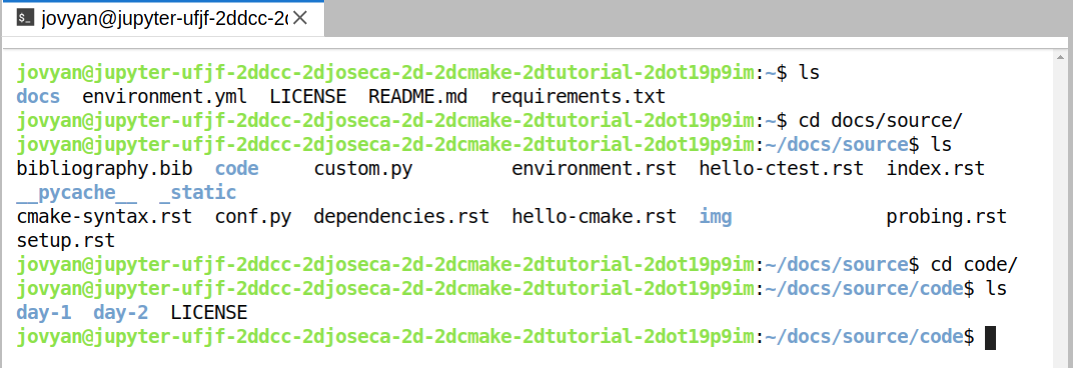 jovyan@jupyter-ufjf-2ddcc-2d
jovyan@jupyter-ufjf-2ddcc-2djoseca-2d-2dcmake-2dtutorial-2dot19p9im:~$ ls
docs  environment.yml  LICENSE  README.md  requirements.txt
jovyan@jupyter-ufjf-2ddcc-2djoseca-2d-2dcmake-2dtutorial-2dot19p9im:~$ cd docs/source/
jovyan@jupyter-ufjf-2ddcc-2djoseca-2d-2dcmake-2dtutorial-2dot19p9im:~/docs/source$ ls
bibliography.bib  code     custom.py         environment.rst  hello-ctest.rst  index.rst
__pycache__  _static
cmake-syntax.rst  conf.py  dependencies.rst  hello-cmake.rst  img              probing.rst
setup.rst
jovyan@jupyter-ufjf-2ddcc-2djoseca-2d-2dcmake-2dtutorial-2dot19p9im:~/docs/source$ cd code/
jovyan@jupyter-ufjf-2ddcc-2djoseca-2d-2dcmake-2dtutorial-2dot19p9im:~/docs/source/code$ ls
day-1  day-2  LICENSE
jovyan@jupyter-ufjf-2ddcc-2djoseca-2d-2dcmake-2dtutorial-2dot19p9im:~/docs/source/code$